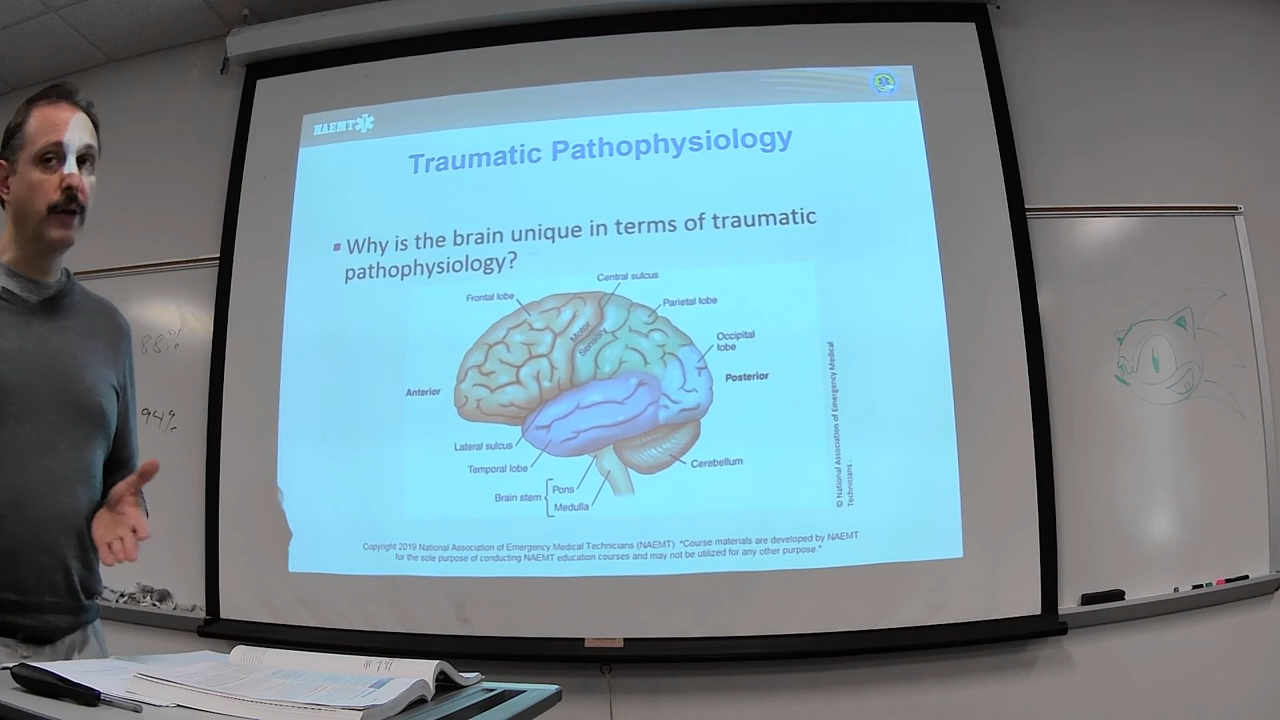 NAEMT
Traumatic Pathophysiology
Why is the brain unique in terms of traumatic
pathophysiology?
Central sulcus
Frontal lobe
Parietal lobe
Motor
Sensory
Occipital
lobe
Anterior
Posterior
Lateral sulcus
Temporal lobe
Cerebellum
Brain stem
Pons
Medulla
© National Association of Emergency Medical
Technicians.
Copyright 2019 National Association of Emergency Medical Technicians (NAEMT). *Course materials are developed by NAEMT
for the sole purpose of conducting NAEMT education courses and may not be utilized for any other purpose.*
88%
94%